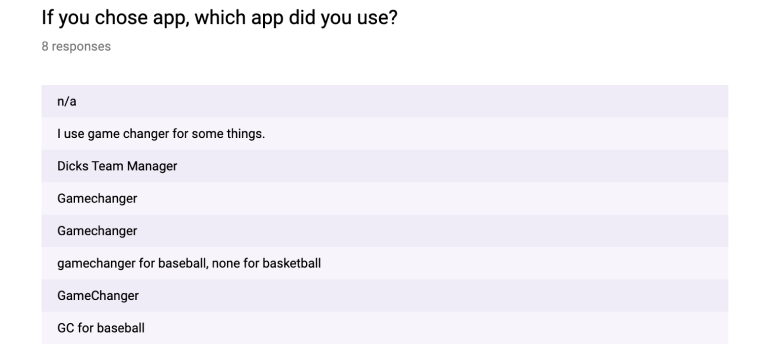 If you chose app, which app did you use?
8 responses
n/a
I use game changer for some things.
Dicks Team Manager
Gamechanger
Gamechanger
gamechanger for baseball, none for basketball
GameChanger
GC for baseball